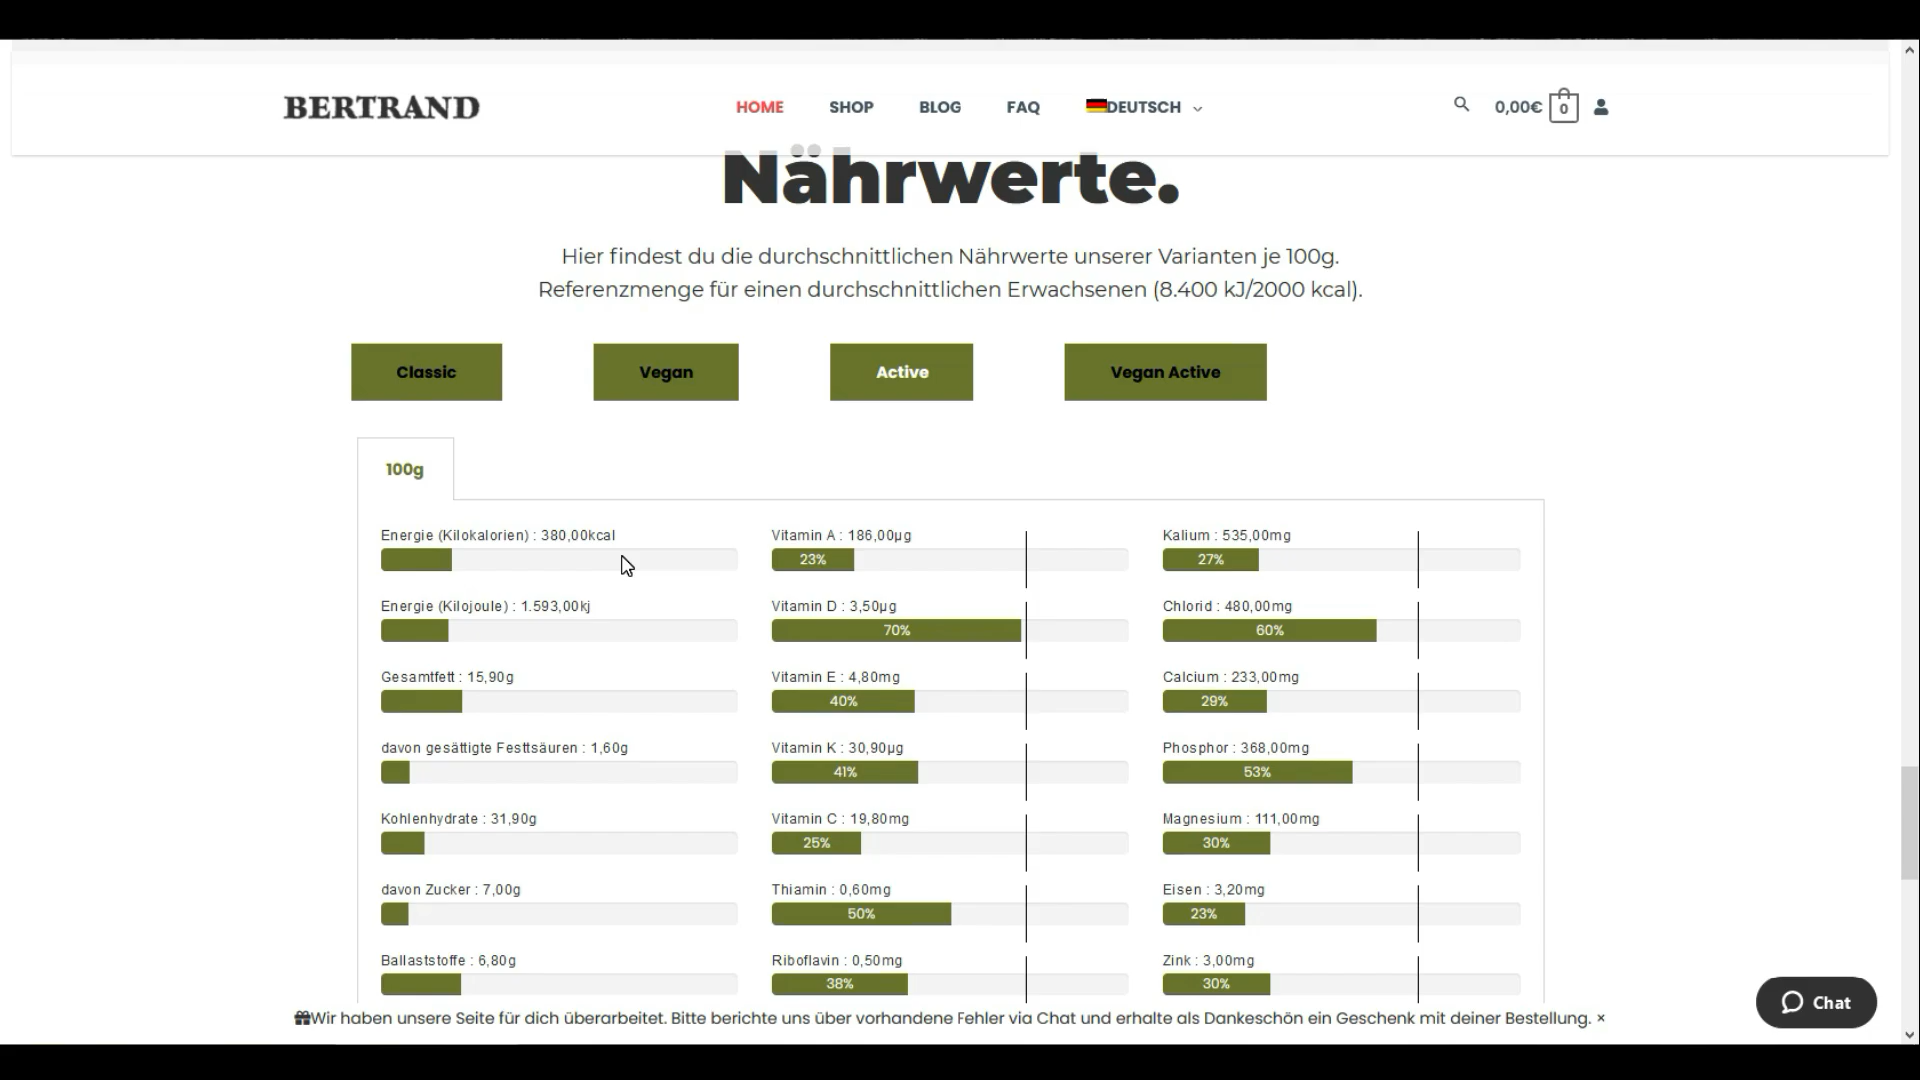 BERTRAND
HOME SHOP BLOG FAQ DEUTSCH
0,00€ 0
Nährwerte.
Hier findest du die durchschnittlichen Nährwerte unserer Varianten je 100g.
Referenzmenge für einen durchschnittlichen Erwachsenen (8.400 kJ/2000 kcal).
Classic Vegan Active Vegan Active
100g
Energie (Kilokalorien) : 380,00kcal
Energie (Kilojoule) : 1.593,00kj
Gesamtfett : 15,90g
davon gesättigte Festtsäuren : 1,60g
Kohlenhydrate : 31,90g
davon Zucker : 7,00g
Ballaststoffe : 6,80g
Vitamin A : 186,00µg
23%
Vitamin D : 3,50µg
70%
Vitamin E : 4,80mg
40%
Vitamin K : 30,90µg
41%
Vitamin C : 19,80mg
25%
Thiamin : 0,60mg
50%
Riboflavin : 0,50mg
38%
Kalium : 535,00mg
27%
Chlorid : 480,00mg
60%
Calcium : 233,00mg
29%
Phosphor : 368,00mg
53%
Magnesium : 111,00mg
30%
Eisen : 3,20mg
23%
Zink : 3,00mg
30%
Wir haben unsere Seite für dich überarbeitet. Bitte berichte uns über vorhandene Fehler via Chat und erhalte als Dankeschön ein Geschenk mit deiner Bestellung. ×
Chat